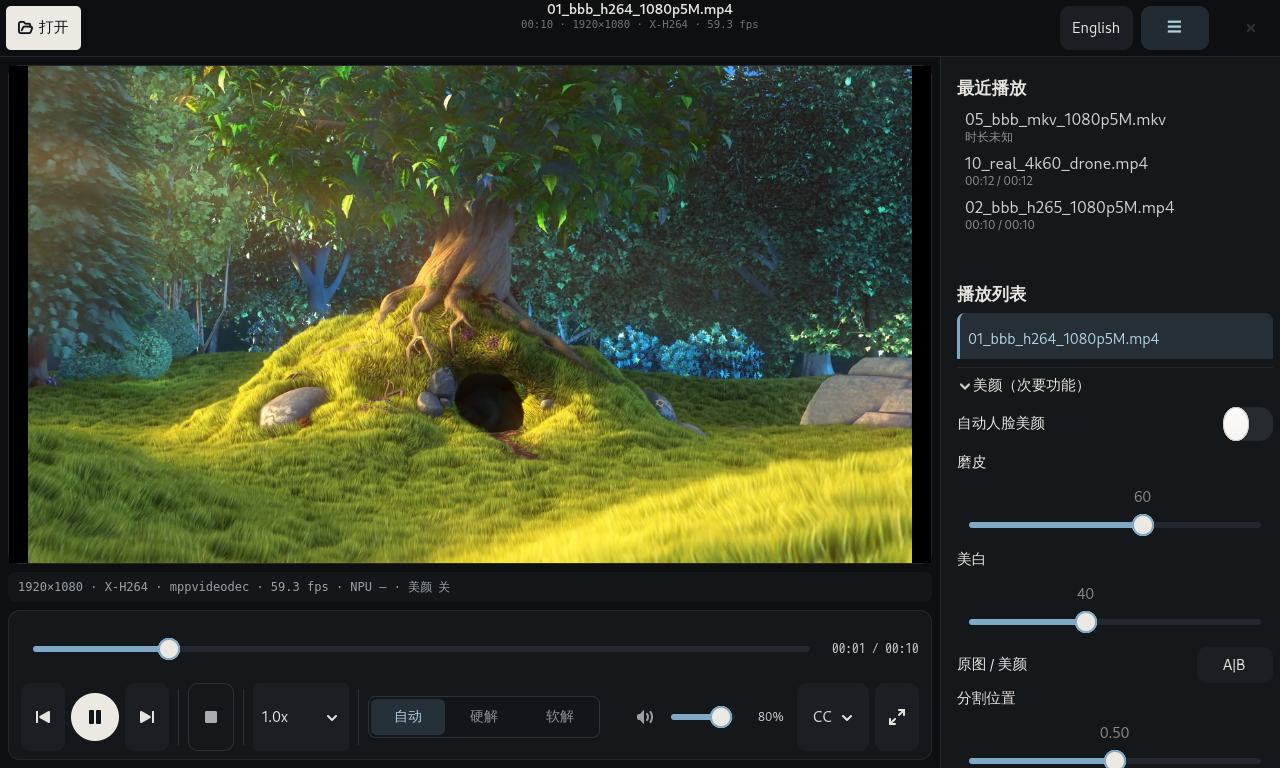 打开
01_bbb_h264_1080p5M.mp4
00:10 · 1920×1080 · X-H264 · 59.3 fps
English
最近播放
05_bbb_mkv_1080p5M.mkv
时长未知
10_real_4k60_drone.mp4
00:12 / 00:12
02_bbb_h265_1080p5M.mp4
00:10 / 00:10
播放列表
01_bbb_h264_1080p5M.mp4
美颜（次要功能）
自动人脸美颜
磨皮
60
美白
40
原图 / 美颜
A|B
分割位置
0.50
1920×1080 · X-H264 · mppvideodec · 59.3 fps · NPU — · 美颜 关
00:01 / 00:10
1.0x
自动
硬解
软解
80%
CC